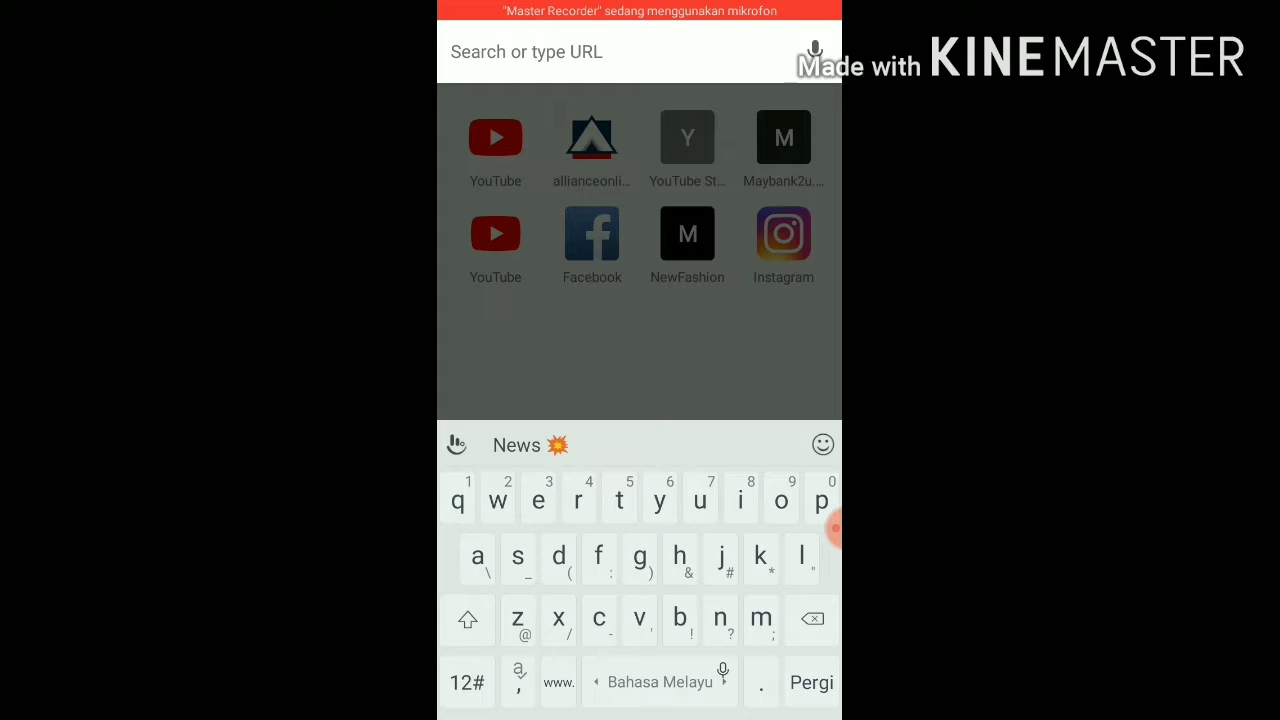 "Master Recorder" sedang menggunakan mikrofon
Search or type URL
Made with KINEMASTER
Y M
YouTube allianceonli... YouTube St... Maybank2u....
M
YouTube Facebook NewFashion Instagram
News 💥
1 2 3 4 5 6 7 8 9 0
q w e r t y u i o p
a s d f g h j k l
\ _ ( : ) & # * "
z x c v b n m
@ / - ' ! ? ;
12# a , www. Bahasa Melayu . Pergi